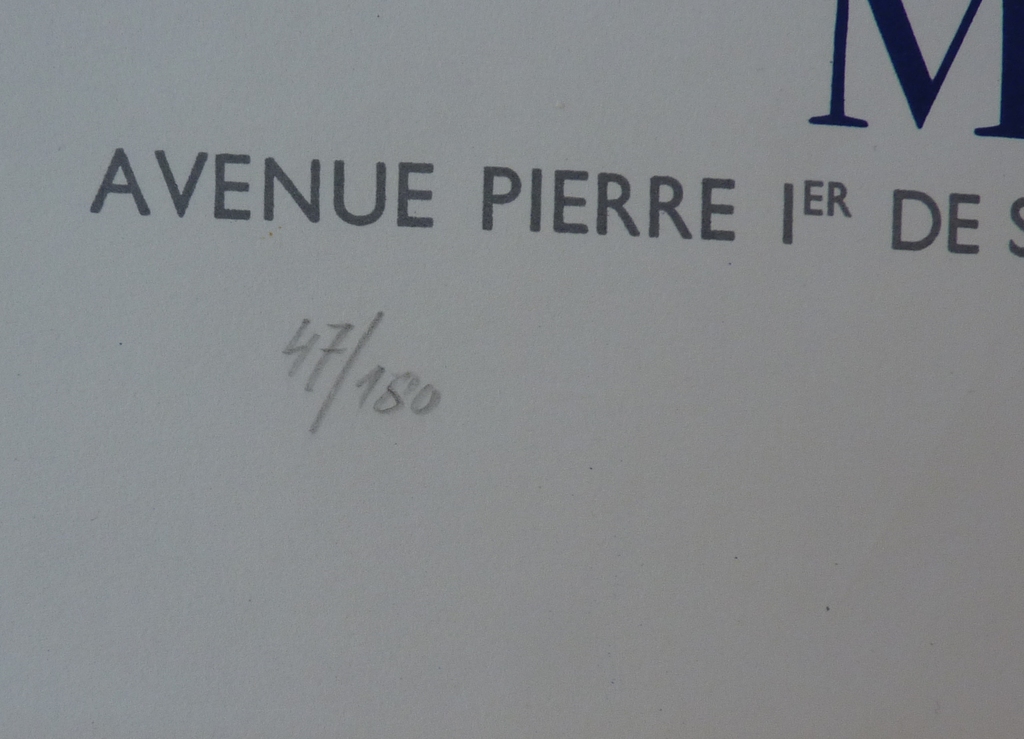 M
AVENUE PIERRE IER DE S
47/180